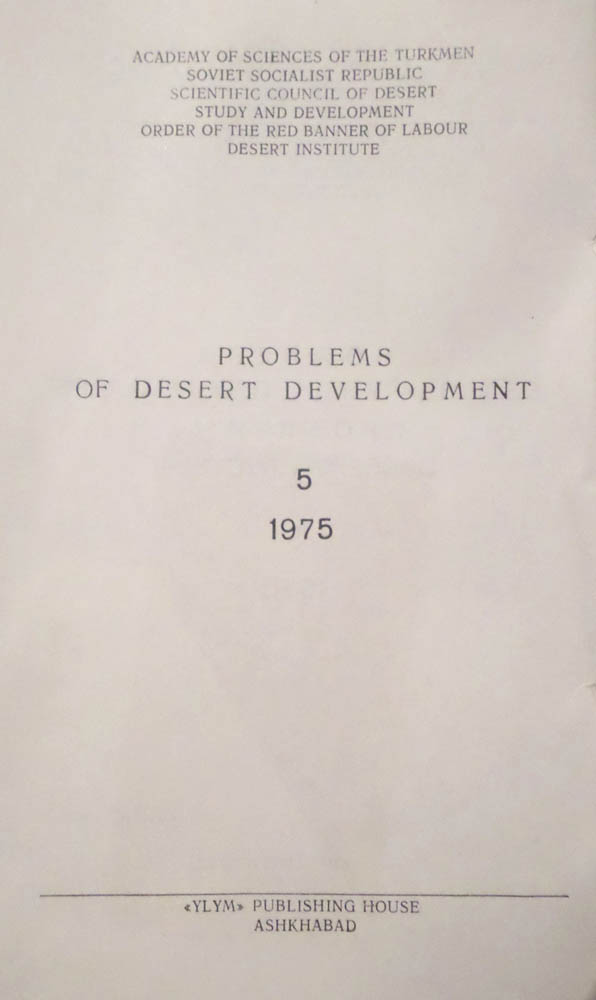 ACADEMY OF SCIENCES OF THE TURKMEN
SOVIET SOCIALIST REPUBLIC
SCIENTIFIC COUNCIL OF DESERT
STUDY AND DEVELOPMENT
ORDER OF THE RED BANNER OF LABOUR
DESERT INSTITUTE
PROBLEMS
OF DESERT DEVELOPMENT
5
1975
«YLYM» PUBLISHING HOUSE
ASHKHABAD